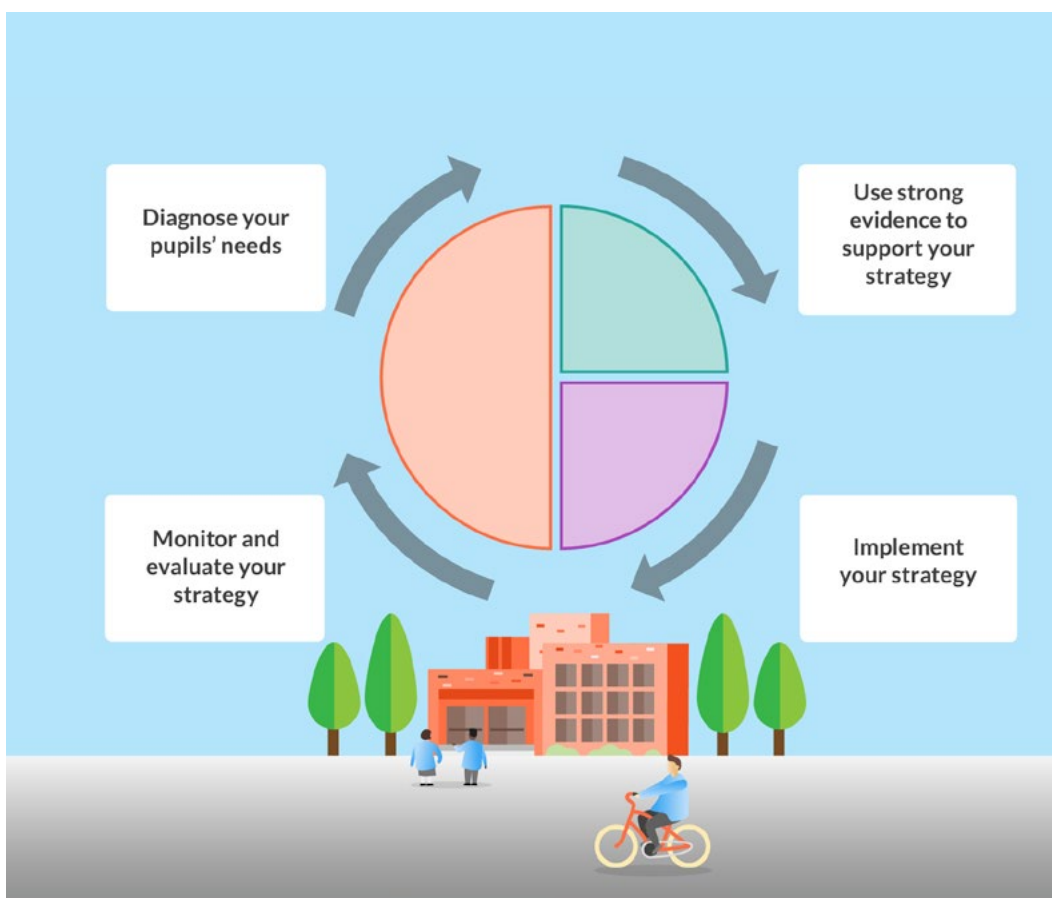 Diagnose your
pupils’ needs
Use strong
evidence to
support your
strategy
Implement
your strategy
Monitor and
evaluate your
strategy